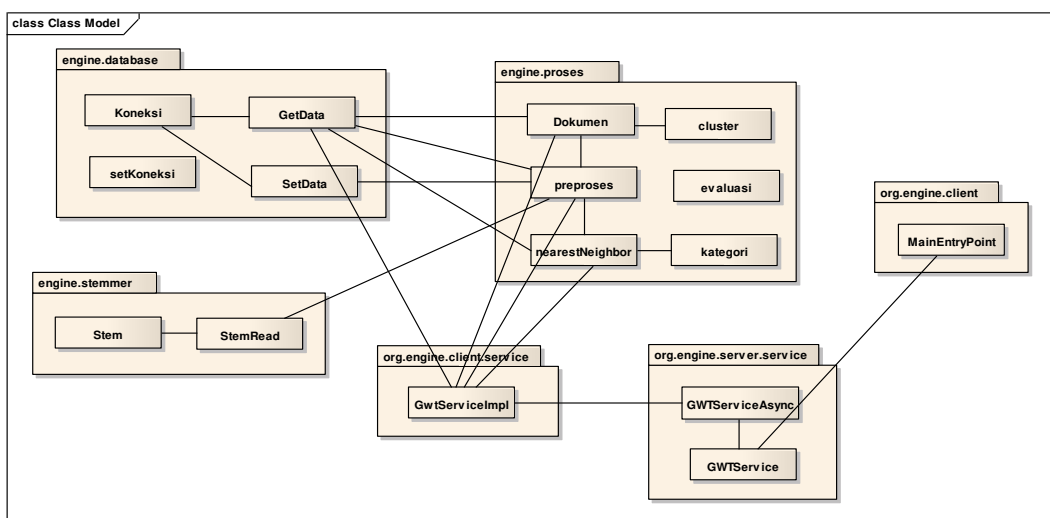 class Class Model
engine.database
Koneksi
GetData
setKoneksi
SetData
engine.proses
Dokumen
cluster
preproses
evaluasi
nearestNeighbor
kategori
org.engine.client
MainEntryPoint
engine.stemmer
Stem
StemRead
org.engine.client.service
GwtServiceImpl
org.engine.server.service
GWTServiceAsync
GWTService